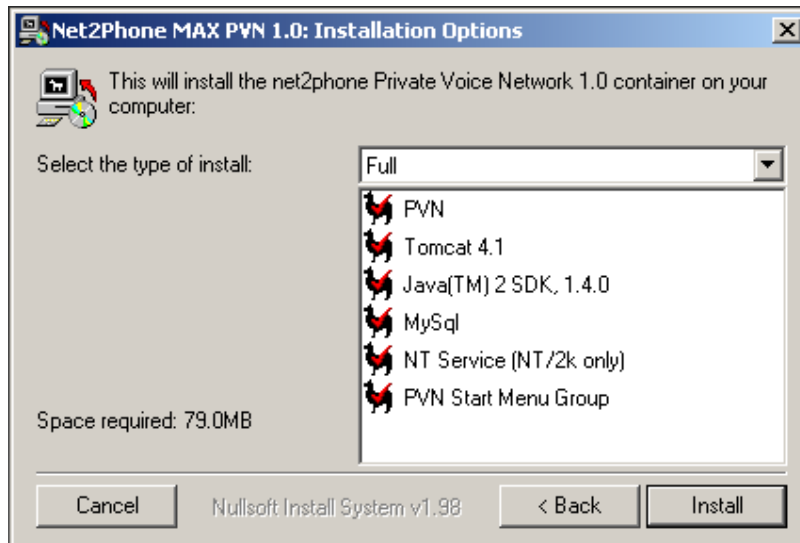 Net2Phone MAX PVN 1.0: Installation Options
This will install the net2phone Private Voice Network 1.0 container on your
computer:
Select the type of install:
Full
PVN
Tomcat 4.1
Java(TM) 2 SDK, 1.4.0
MySql
NT Service (NT/2k only)
PVN Start Menu Group
Space required: 79.0MB
Cancel
Nullsoft Install System v1.98
< Back
Install